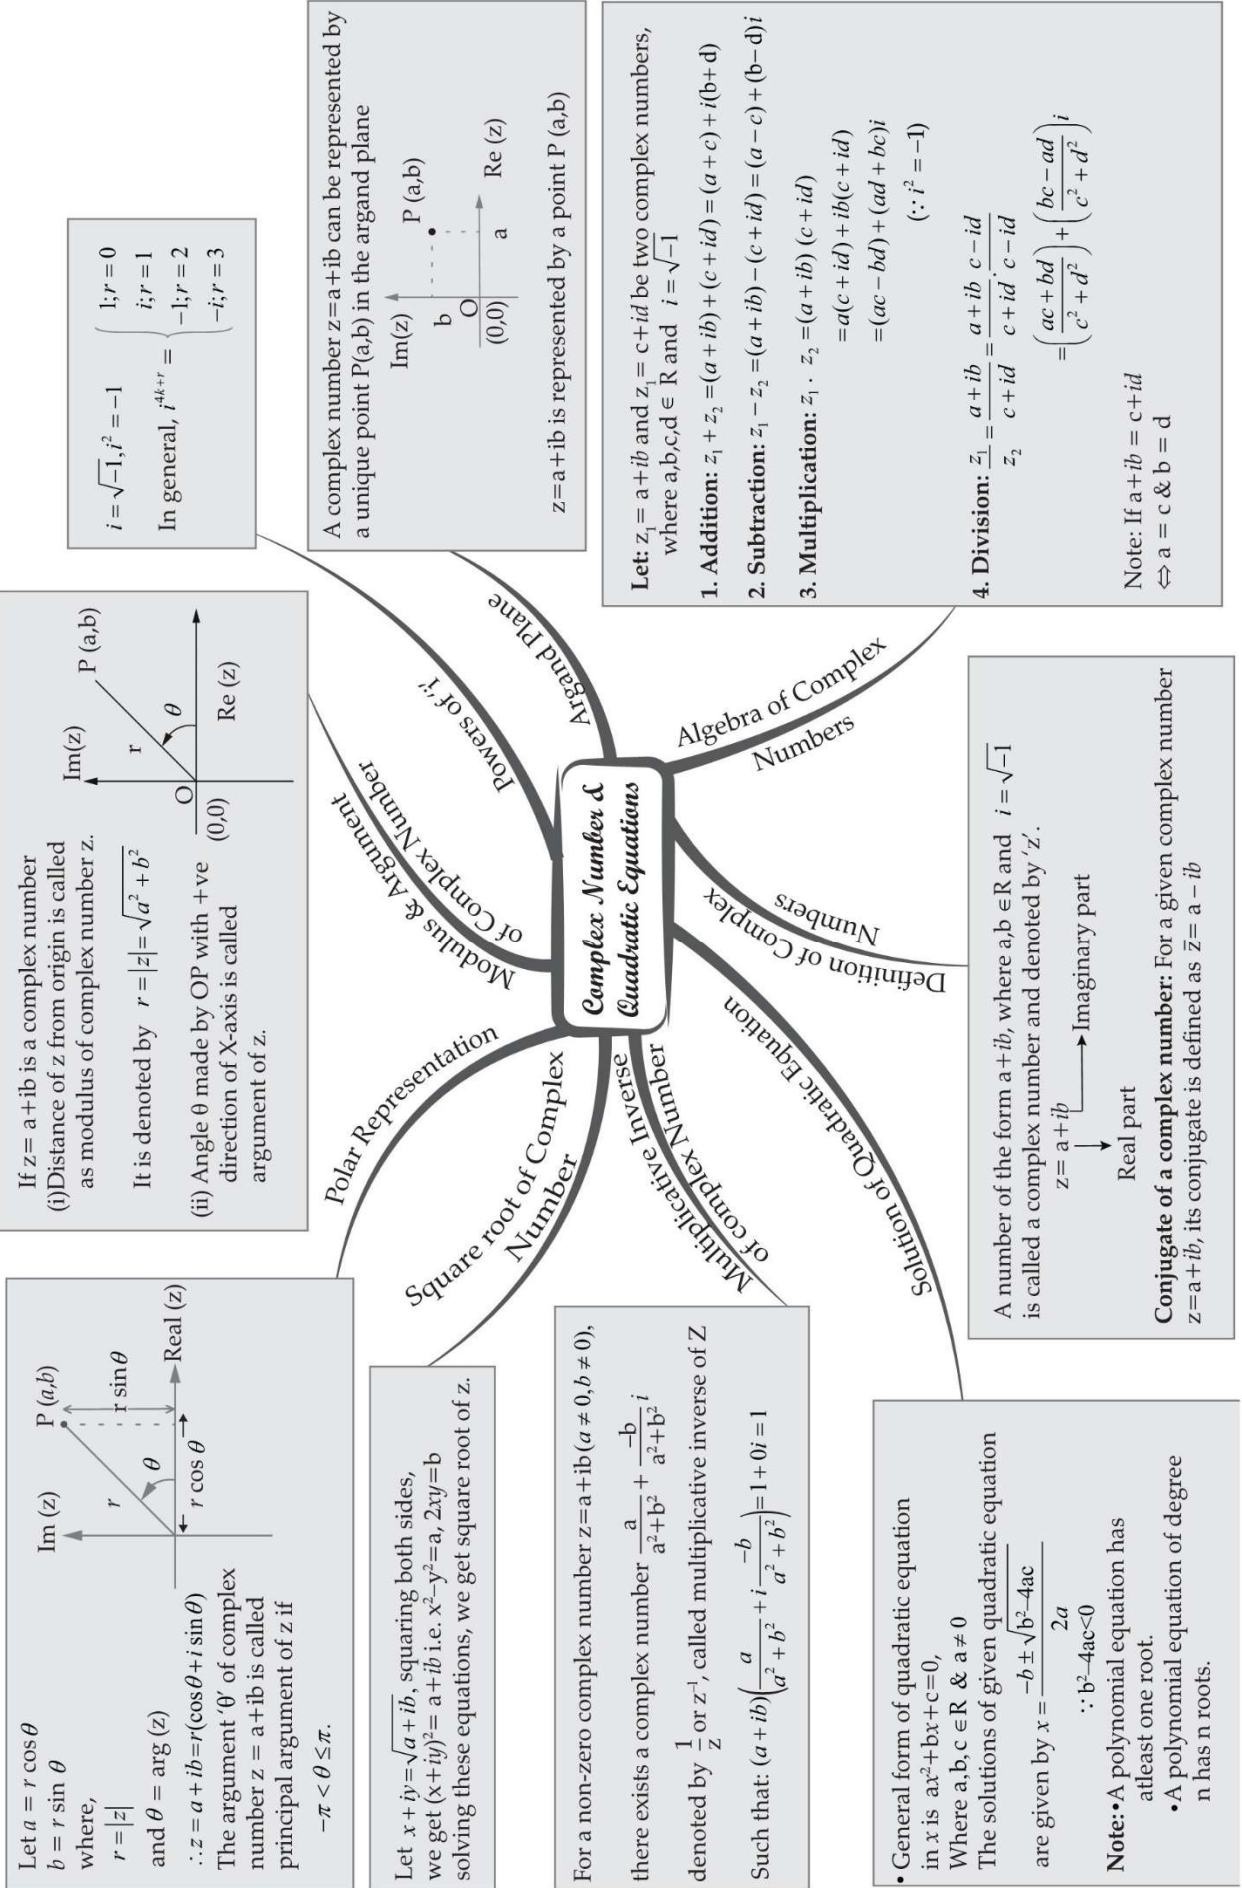 Complex Number &
Quadratic Equations
Polar Representation
Let a = r cos θ
b = r sin θ
where,
r = |z|
and θ = arg (z)
∴ z = a + ib = r(cosθ + i sinθ)
The argument 'θ' of complex
number z = a + ib is called
principal argument of z if
−π < θ ≤ π.
Im (z)
P (a,b)
r
θ
r sinθ
r cos θ
Real (z)
Modulus & Argument
of Complex Number
If z= a+ib is a complex number
(i)Distance of z from origin is called
as modulus of complex number z.
It is denoted by r = |z| = √(a² + b²)
(ii) Angle θ made by OP with +ve
direction of X-axis is called
argument of z.
Im(z)
P (a,b)
r
θ
O
(0,0)
Re (z)
Powers of 'i'
i = √−1, i² = −1
In general, i^(4k+r) = {
1; r = 0
i; r = 1
−1; r = 2
−i; r = 3
Argand Plane
A complex number z=a+ib can be represented by
a unique point P(a,b) in the argand plane
Im(z)
P (a,b)
b
O
(0,0)
a
Re (z)
z=a+ib is represented by a point P (a,b)
Algebra of Complex
Numbers
Let: z₁= a+ib and z₁= c+id be two complex numbers,
where a,b,c,d ∈ R and i = √−1
1. Addition: z₁ + z₂ =(a+ib)+(c+id)=(a+c)+i(b+d)
2. Subtraction: z₁ − z₂ =(a+ib)−(c+id)=(a−c)+(b−d)i
3. Multiplication: z₁ · z₂ =(a+ib) (c+id)
=a(c+id)+ib(c+id)
=(ac−bd)+(ad+bc)i
(∵ i² = −1)
4. Division: z₁/z₂ = (a+ib)/(c+id) = (a+ib)/(c+id) · (c−id)/(c−id)
= ((ac+bd)/(c²+d²)) + ((bc−ad)/(c²+d²)) i
Note: If a+ib = c+id
⇔ a = c & b = d
Definition of Complex
Numbers
A number of the form a+ib, where a,b ∈R and i = √−1
is called a complex number and denoted by 'z'.
z= a+ib
Imaginary part
Real part
Conjugate of a complex number: For a given complex number
z=a+ib, its conjugate is defined as z̄ = a − ib
Solution of Quadratic Equation
• General form of quadratic equation
in x is ax²+bx+c=0,
Where a,b,c ∈R & a≠0
The solutions of given quadratic equation
are given by x = (−b ± √(b²–4ac))/2a
∵ b²–4ac<0
Note: •A polynomial equation has
atleast one root.
•A polynomial equation of degree
n has n roots.
Multiplicative Inverse
of complex Number
For a non-zero complex number z=a+ib(a≠0,b≠0),
there exists a complex number a/(a²+b²) + −b/(a²+b²) i
denoted by 1/z or z⁻¹, called multiplicative inverse of Z
Such that: (a+ib)(a/(a²+b²) + i −b/(a²+b²)) = 1+0i = 1
Square root of Complex
Number
Let x+iy=√(a+ib), squaring both sides,
we get (x+iy)²= a+ib i.e. x²−y²=a, 2xy=b
solving these equations, we get square root of z.